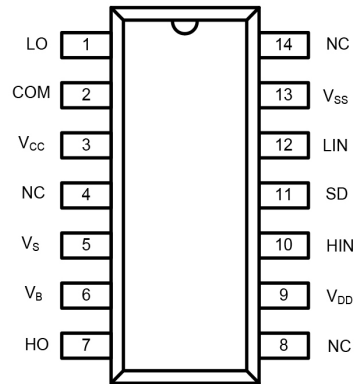 LO 1 14 NC
COM 2 13 VSS
VCC 3 12 LIN
NC 4 11 SD
VS 5 10 HIN
VB 6 9 VDD
HO 7 8 NC